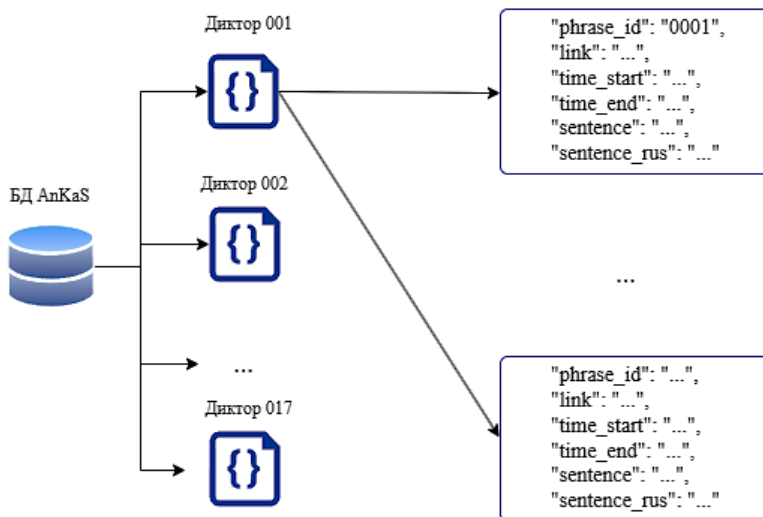 Диктор 001
{}
"phrase_id": "0001",
"link": "...",
"time_start": "...",
"time_end": "...",
"sentence": "...",
"sentence_rus": "..."
Диктор 002
{}
БД AnKaS
...
...
Диктор 017
{}
"phrase_id": "...",
"link": "...",
"time_start": "...",
"time_end": "...",
"sentence": "...",
"sentence_rus": "..."